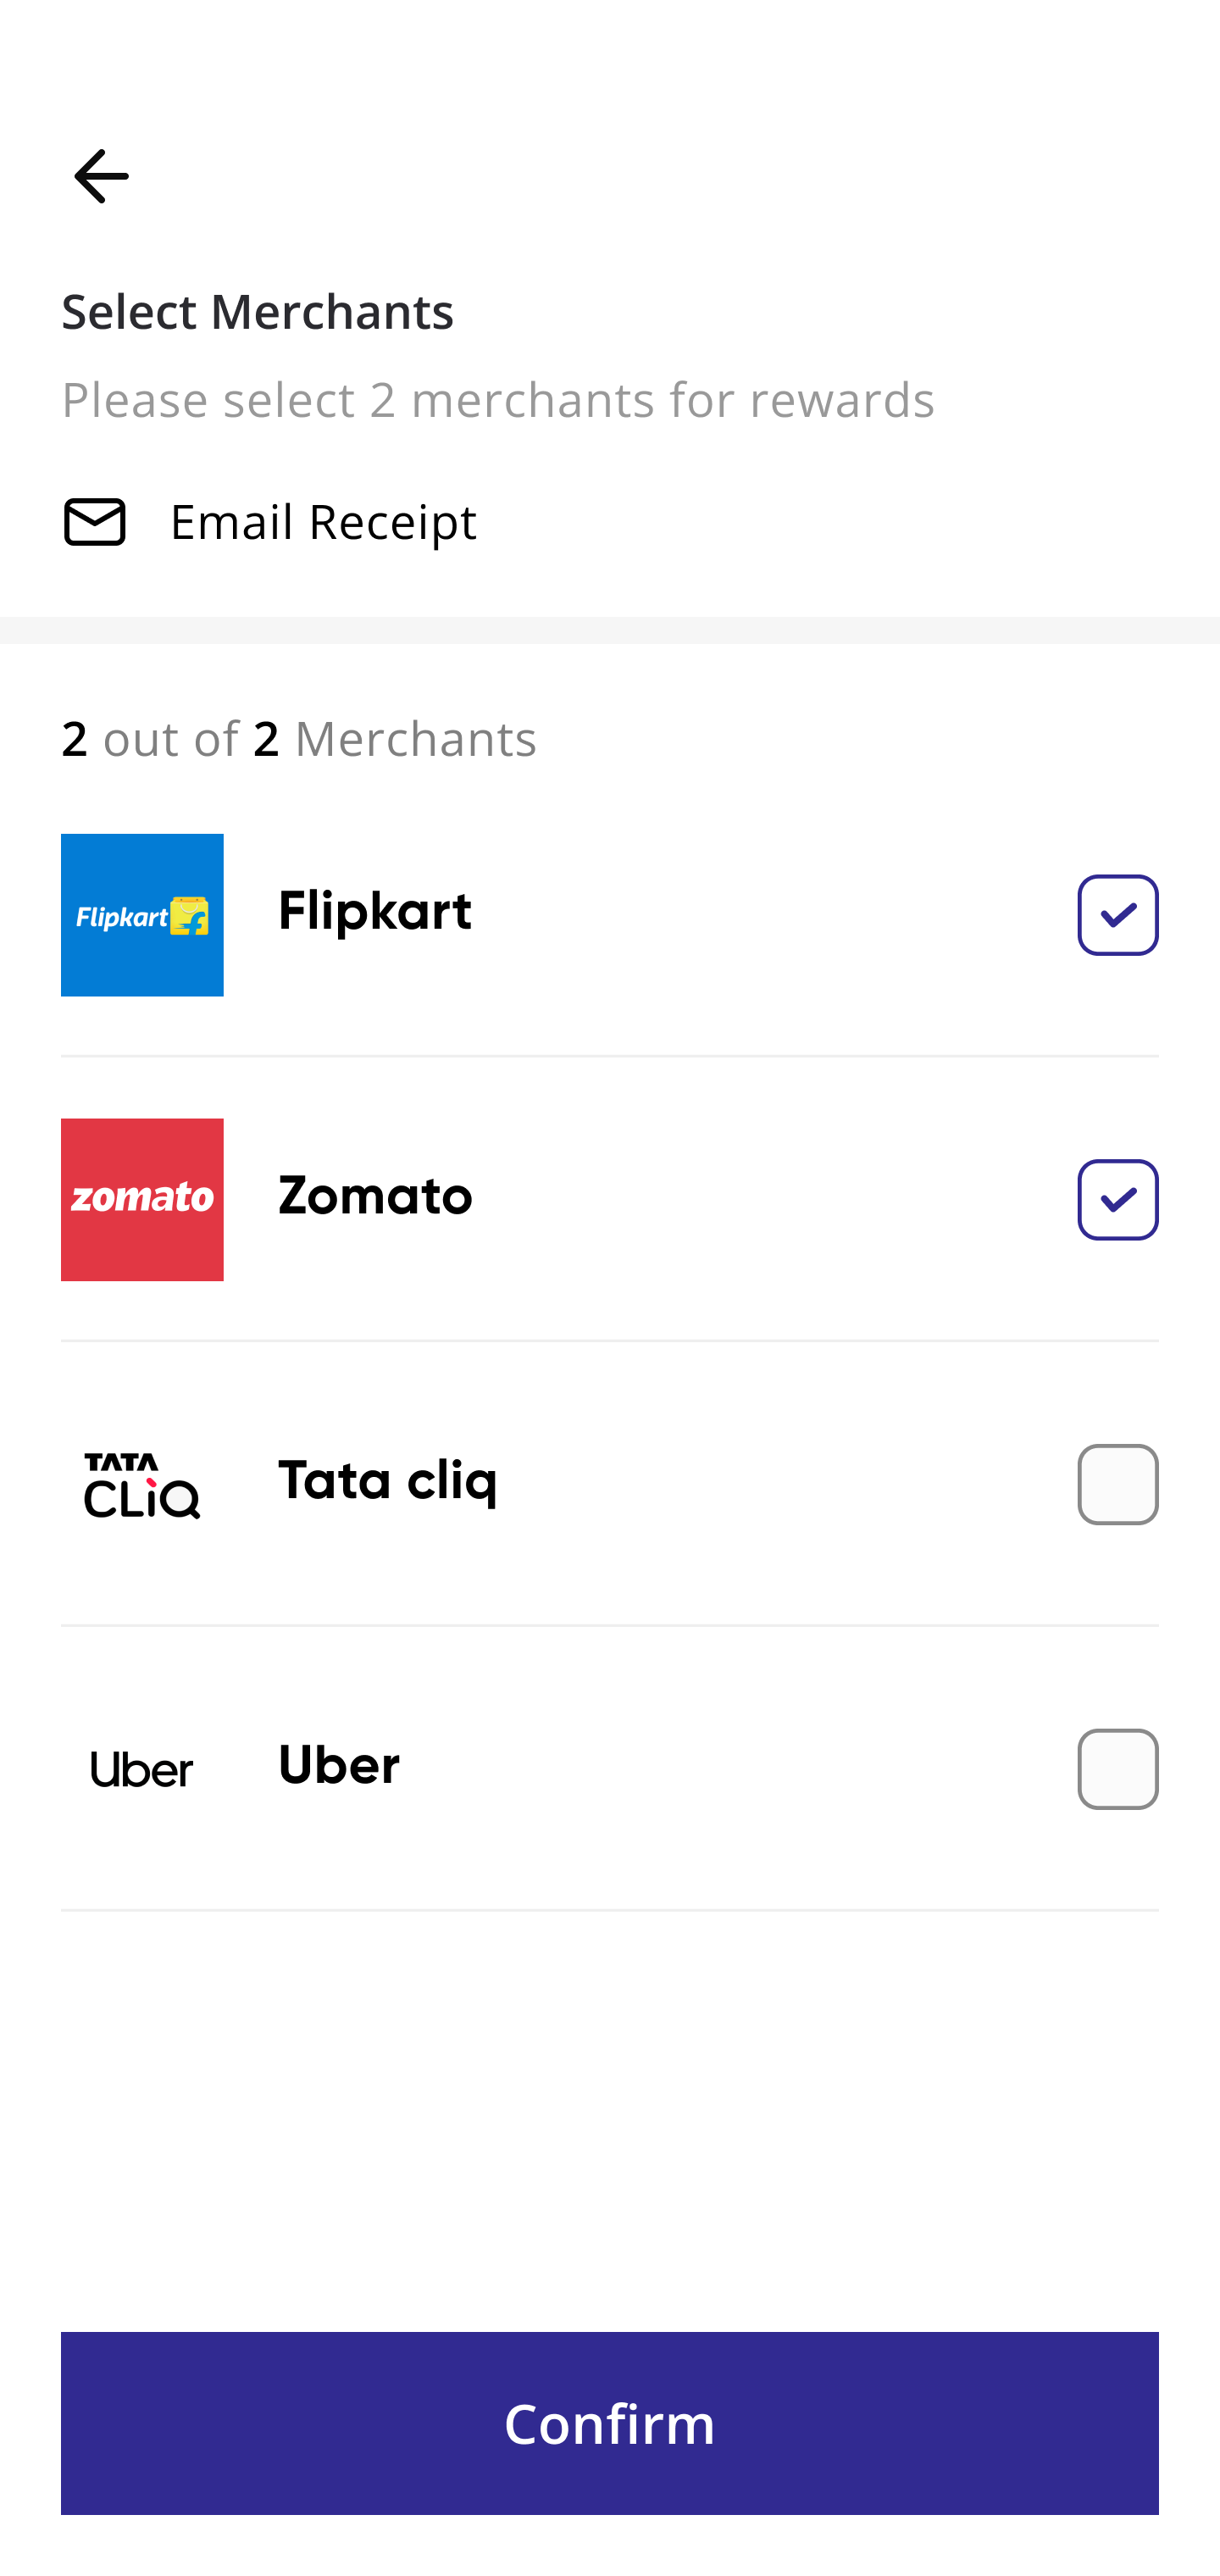 Select Merchants
Please select 2 merchants for rewards
Email Receipt
2 out of 2 Merchants
Flipkart
Flipkart
zomato
Zomato
TATA
CLiQ
Tata cliq
Uber
Uber
Confirm